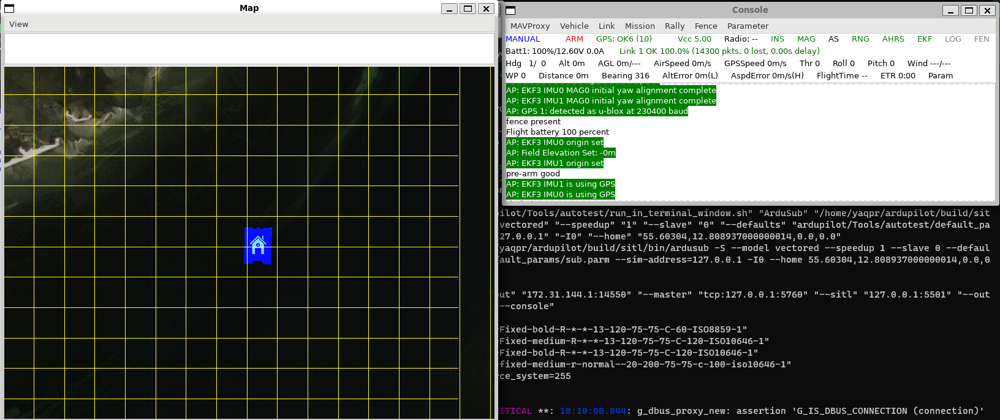 Map
View
Console
MAVProxy Vehicle Link Mission Rally Fence Parameter
MANUAL ARM GPS: OK6 (10) Vcc 5.00 Radio: -- INS MAG AS RNG AHRS EKF LOG FEN
Batt1: 100%/12.60V 0.0A Link 1 OK 100.0% (14300 pkts, 0 lost, 0.00s delay)
Hdg 1/ 0 Alt 0m AGL 0m/--- AirSpeed 0m/s GPSSpeed 0m/s Thr 0 Roll 0 Pitch 0 Wind ---/---
WP 0 Distance 0m Bearing 316 AltError 0m(L) AspdError 0m/s(H) FlightTime -- ETR 0:00 Param
AP: EKF3 IMU0 MAG0 initial yaw alignment complete
AP: EKF3 IMU1 MAG0 initial yaw alignment complete
AP: GPS 1: detected as u-blox at 230400 baud
fence present
Flight battery 100 percent
AP: EKF3 IMU0 origin set
AP: Field Elevation Set: -0m
AP: EKF3 IMU1 origin set
pre-arm good
AP: EKF3 IMU1 is using GPS
AP: EKF3 IMU0 is using GPS
ilot/Tools/autotest/run_in_terminal_window.sh" "ArduSub" "/home/yaqpr/ardupilot/build/sit
vectored" "--speedup" "1" "--slave" "0" "--defaults" "ardupilot/Tools/autotest/default_pa
27.0.0.1" "-I0" "--home" "55.60304,12.808937000000014,0.0,0.0"
yaqpr/ardupilot/build/sitl/bin/ardusub -S --model vectored --speedup 1 --slave 0 --defaul
ault_params/sub.parm --sim-address=127.0.0.1 -I0 --home 55.60304,12.808937000000014,0.0,0
ut" "172.31.144.1:14550" "--master" "tcp:127.0.0.1:5760" "--sitl" "127.0.0.1:5501" "--out
--console"
Fixed-bold-R-*-*-13-120-75-75-C-60-ISO8859-1"
Fixed-medium-R-*-*-13-120-75-75-C-120-ISO10646-1"
Fixed-bold-R-*-*-13-120-75-75-C-120-ISO10646-1"
fixed-medium-r-normal--20-200-75-75-c-100-iso10646-1"
ce_system=255
ITICAL **: 18:10:08.844: g_dbus_proxy_new: assertion 'G_IS_DBUS_CONNECTION (connection)'